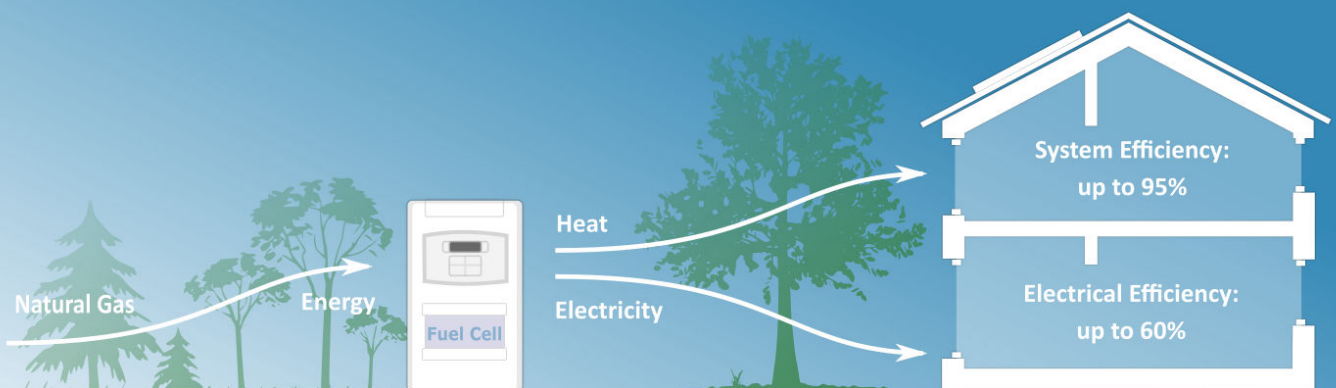 Natural Gas
Energy
Fuel Cell
Heat
Electricity
System Efficiency:
up to 95%
Electrical Efficiency:
up to 60%